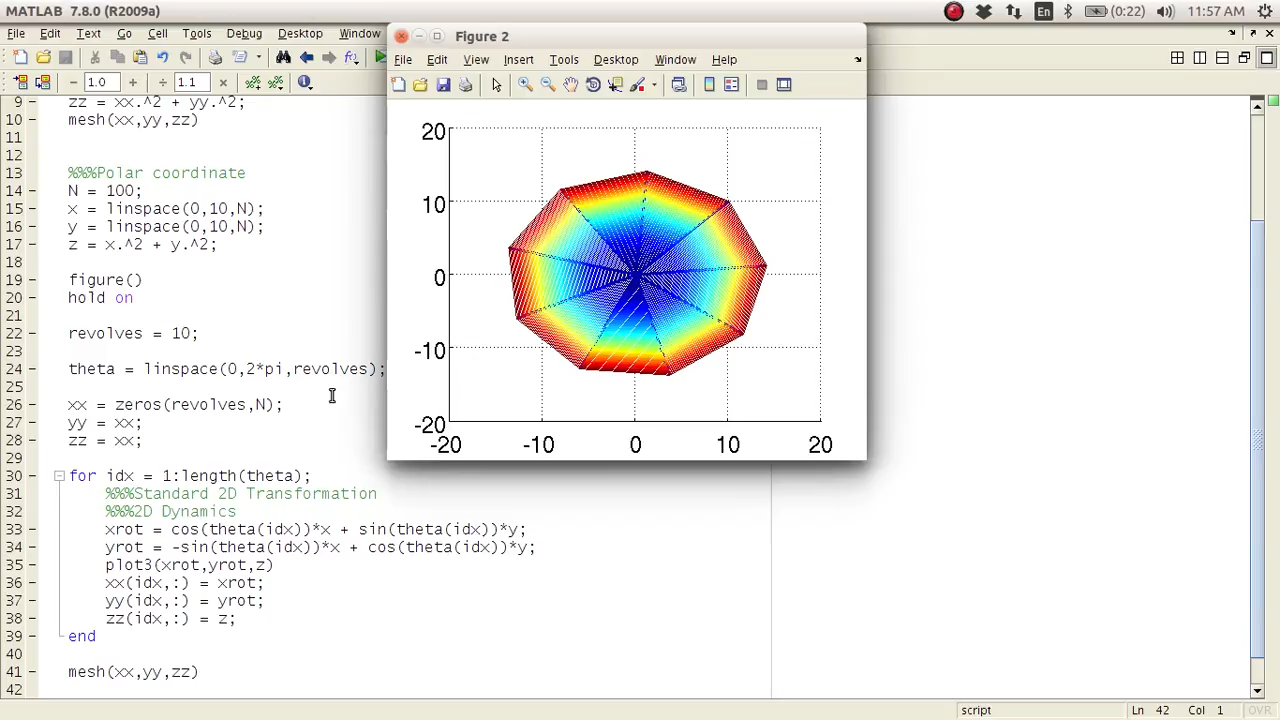 MATLAB 7.8.0 (R2009a)
En
(0:22)
11:57 AM
File Edit Text Go Cell Tools Debug Desktop Window
1.0
1.1
Figure 2
File Edit View Insert Tools Desktop Window Help
9
zz = xx.^2 + yy.^2;
10
mesh(xx,yy,zz)
11
12
13
%%%Polar coordinate
14
N = 100;
15
x = linspace(0,10,N);
16
y = linspace(0,10,N);
17
z = x.^2 + y.^2;
18
19
figure()
20
hold on
21
22
revolves = 10;
23
24
theta = linspace(0,2*pi,revolves);
25
26
xx = zeros(revolves,N);
27
yy = xx;
28
zz = xx;
29
30
for idx = 1:length(theta);
31
%%%Standard 2D Transformation
32
%%%2D Dynamics
33
xrot = cos(theta(idx))*x + sin(theta(idx))*y;
34
yrot = -sin(theta(idx))*x + cos(theta(idx))*y;
35
plot3(xrot,yrot,z)
36
xx(idx,:) = xrot;
37
yy(idx,:) = yrot;
38
zz(idx,:) = z;
39
end
40
41
mesh(xx,yy,zz)
42
20
10
0
-10
-20
-20 -10 0 10 20
script
Ln 42 Col 1
OVR